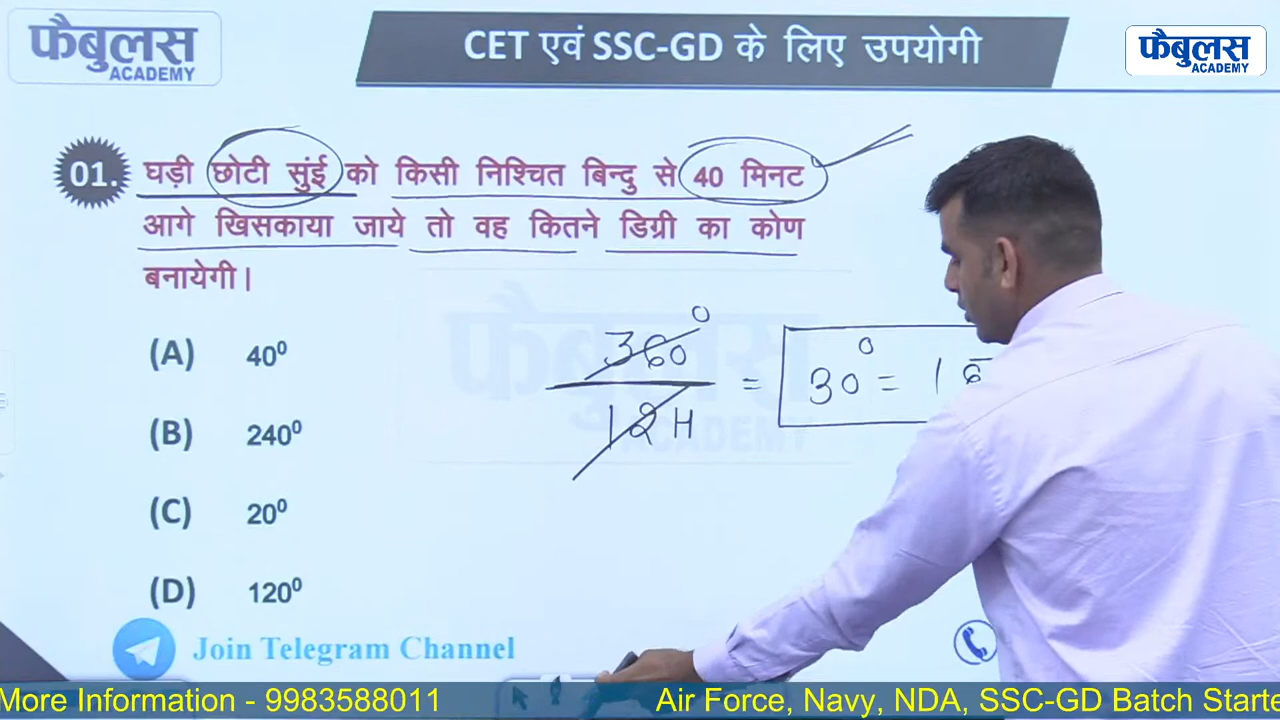 फैबुलस
ACADEMY
CET एवं SSC-GD के लिए उपयोगी
फैबुलस
ACADEMY
01. घड़ी छोटी सुंई को किसी निश्चित बिन्दु से 40 मिनट
आगे खिसकाया जाये तो वह कितने डिग्री का कोण
बनायेगी।
(A) 40⁰
(B) 240⁰
(C) 20⁰
(D) 120⁰
360⁰
12H
= 30⁰ =
फैबुलस
ACADEMY
Join Telegram Channel
More Information - 9983588011
Air Force, Navy, NDA, SSC-GD Batch